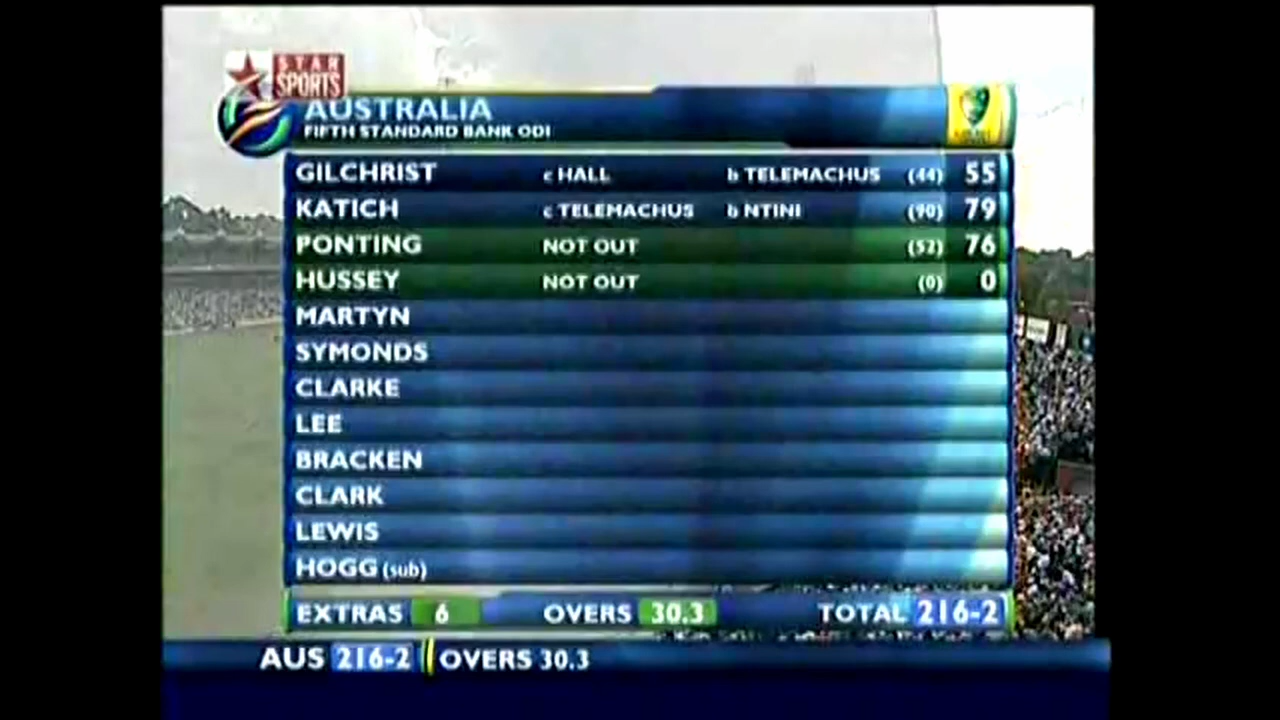 STAR
SPORTS
AUSTRALIA
FIFTH STANDARD BANK ODI
GILCHRIST c HALL b TELEMACHUS (44) 55
KATICH c TELEMACHUS b NTINI (90) 79
PONTING NOT OUT (52) 76
HUSSEY NOT OUT (0) 0
MARTYN
SYMONDS
CLARKE
LEE
BRACKEN
CLARK
LEWIS
HOGG (sub)
EXTRAS 6 OVERS 30.3 TOTAL 216-2
AUS 216-2 OVERS 30.3